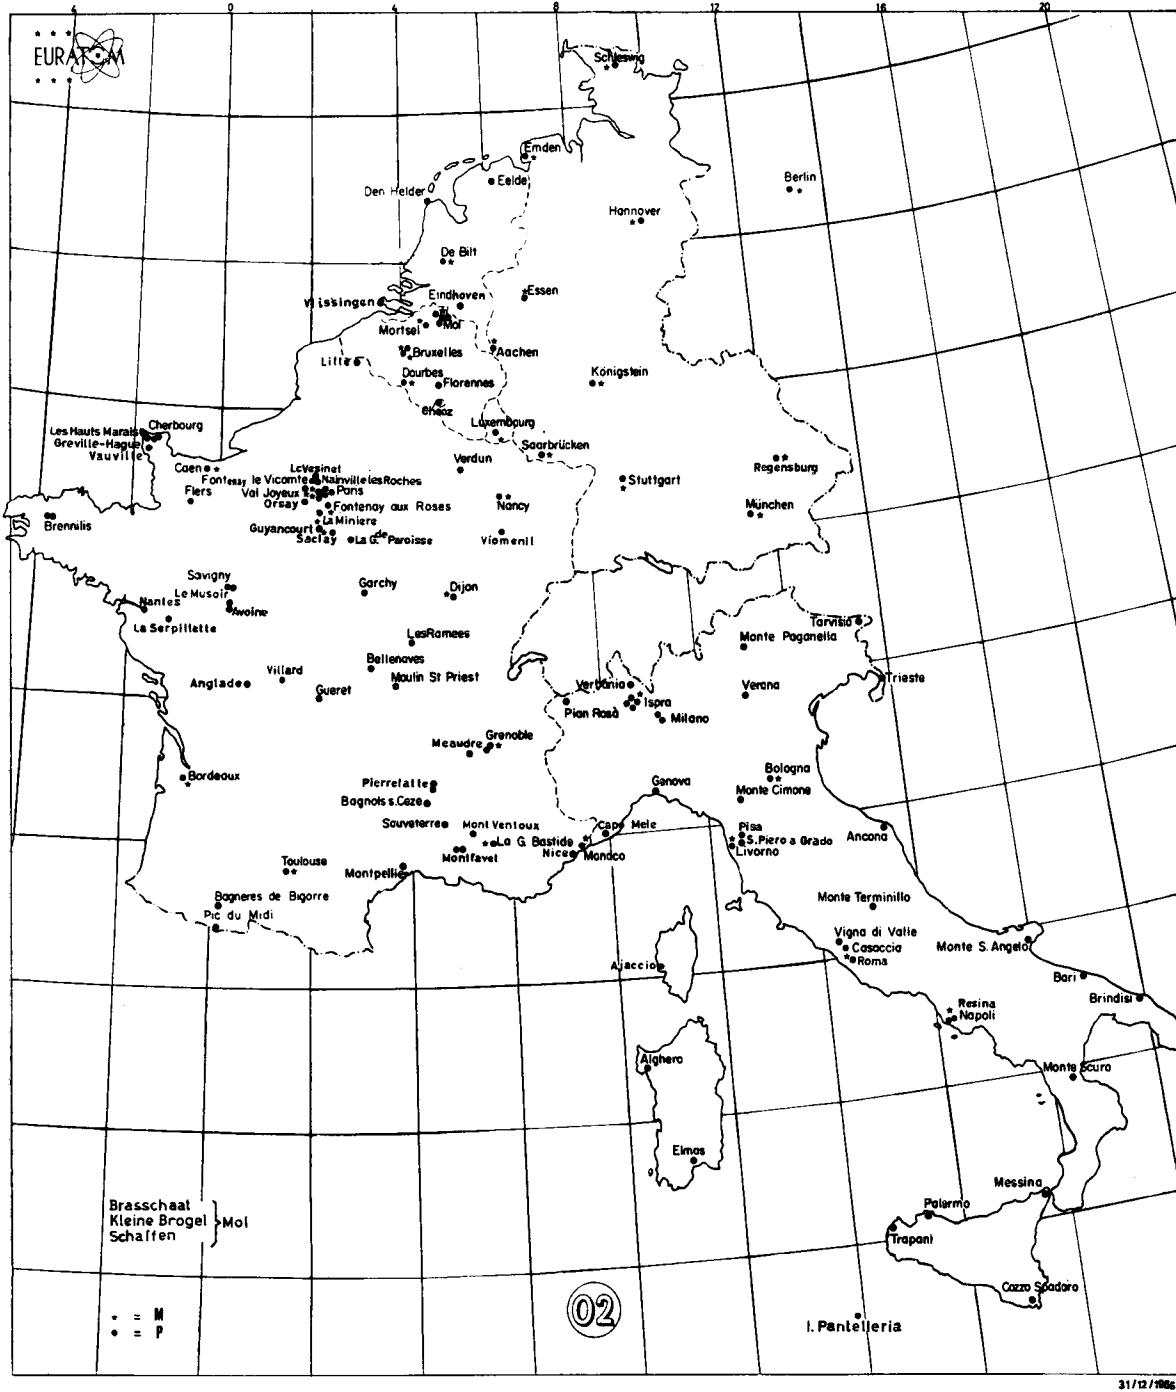 4 0 4 8 12 16 20
EURATOM
Schleswig
Emden
Eelde
Berlin
Den Helder
Hannover
De Bilt
Essen
Eindhoven
Vlissingen
Mol
Mortsel
Bruxelles
Aachen
Lille
Dourbes
Florennes
Königstein
Chooz
Luxembourg
Les Hauts Marais
Cherbourg
Greville-Hague
Vauville
Saarbrücken
Verdun
Regensburg
Caen
Le Vesinet
Fontenay le Vicomte
Nainville les Roches
Stuttgart
Flers
Val Joyeux
Paris
Orsay
Fontenay aux Roses
Nancy
München
Brennilis
La Miniere
Guyancourt
Saclay
La G. de Paroisse
Viomenil
Savigny
Garchy
Dijon
Le Musoir
Nantes
Avoine
La Serpillette
Tarvisio
Les Ramees
Monte Paganella
Bellenaves
Villard
Moulin St Priest
Trieste
Anglade
Gueret
Verbania
Verona
Pian Rosà
Ispra
Milano
Grenoble
Meaudre
Bordeaux
Bologna
Pierrelatte
Genova
Monte Cimone
Bagnols s. Ceze
Sauveterre
Mont Ventoux
Capo Mele
Pisa
Ancona
La G. Bastide
S. Piero a Grado
Montfavet
Nice
Monaco
Livorno
Toulouse
Montpellier
Bagneres de Bigorre
Monte Terminillo
Pic du Midi
Vigna di Valle
Casaccia
Monte S. Angelo
Roma
Ajaccio
Bari
Brindisi
Resina
Napoli
Alghero
Monte Scuro
Elmas
Messina
Brasschaat
Kleine Brogel
Mol
Schaffen
Palermo
Trapani
Cozzo Spadaro
* = M
• = P
02
I. Pantelleria